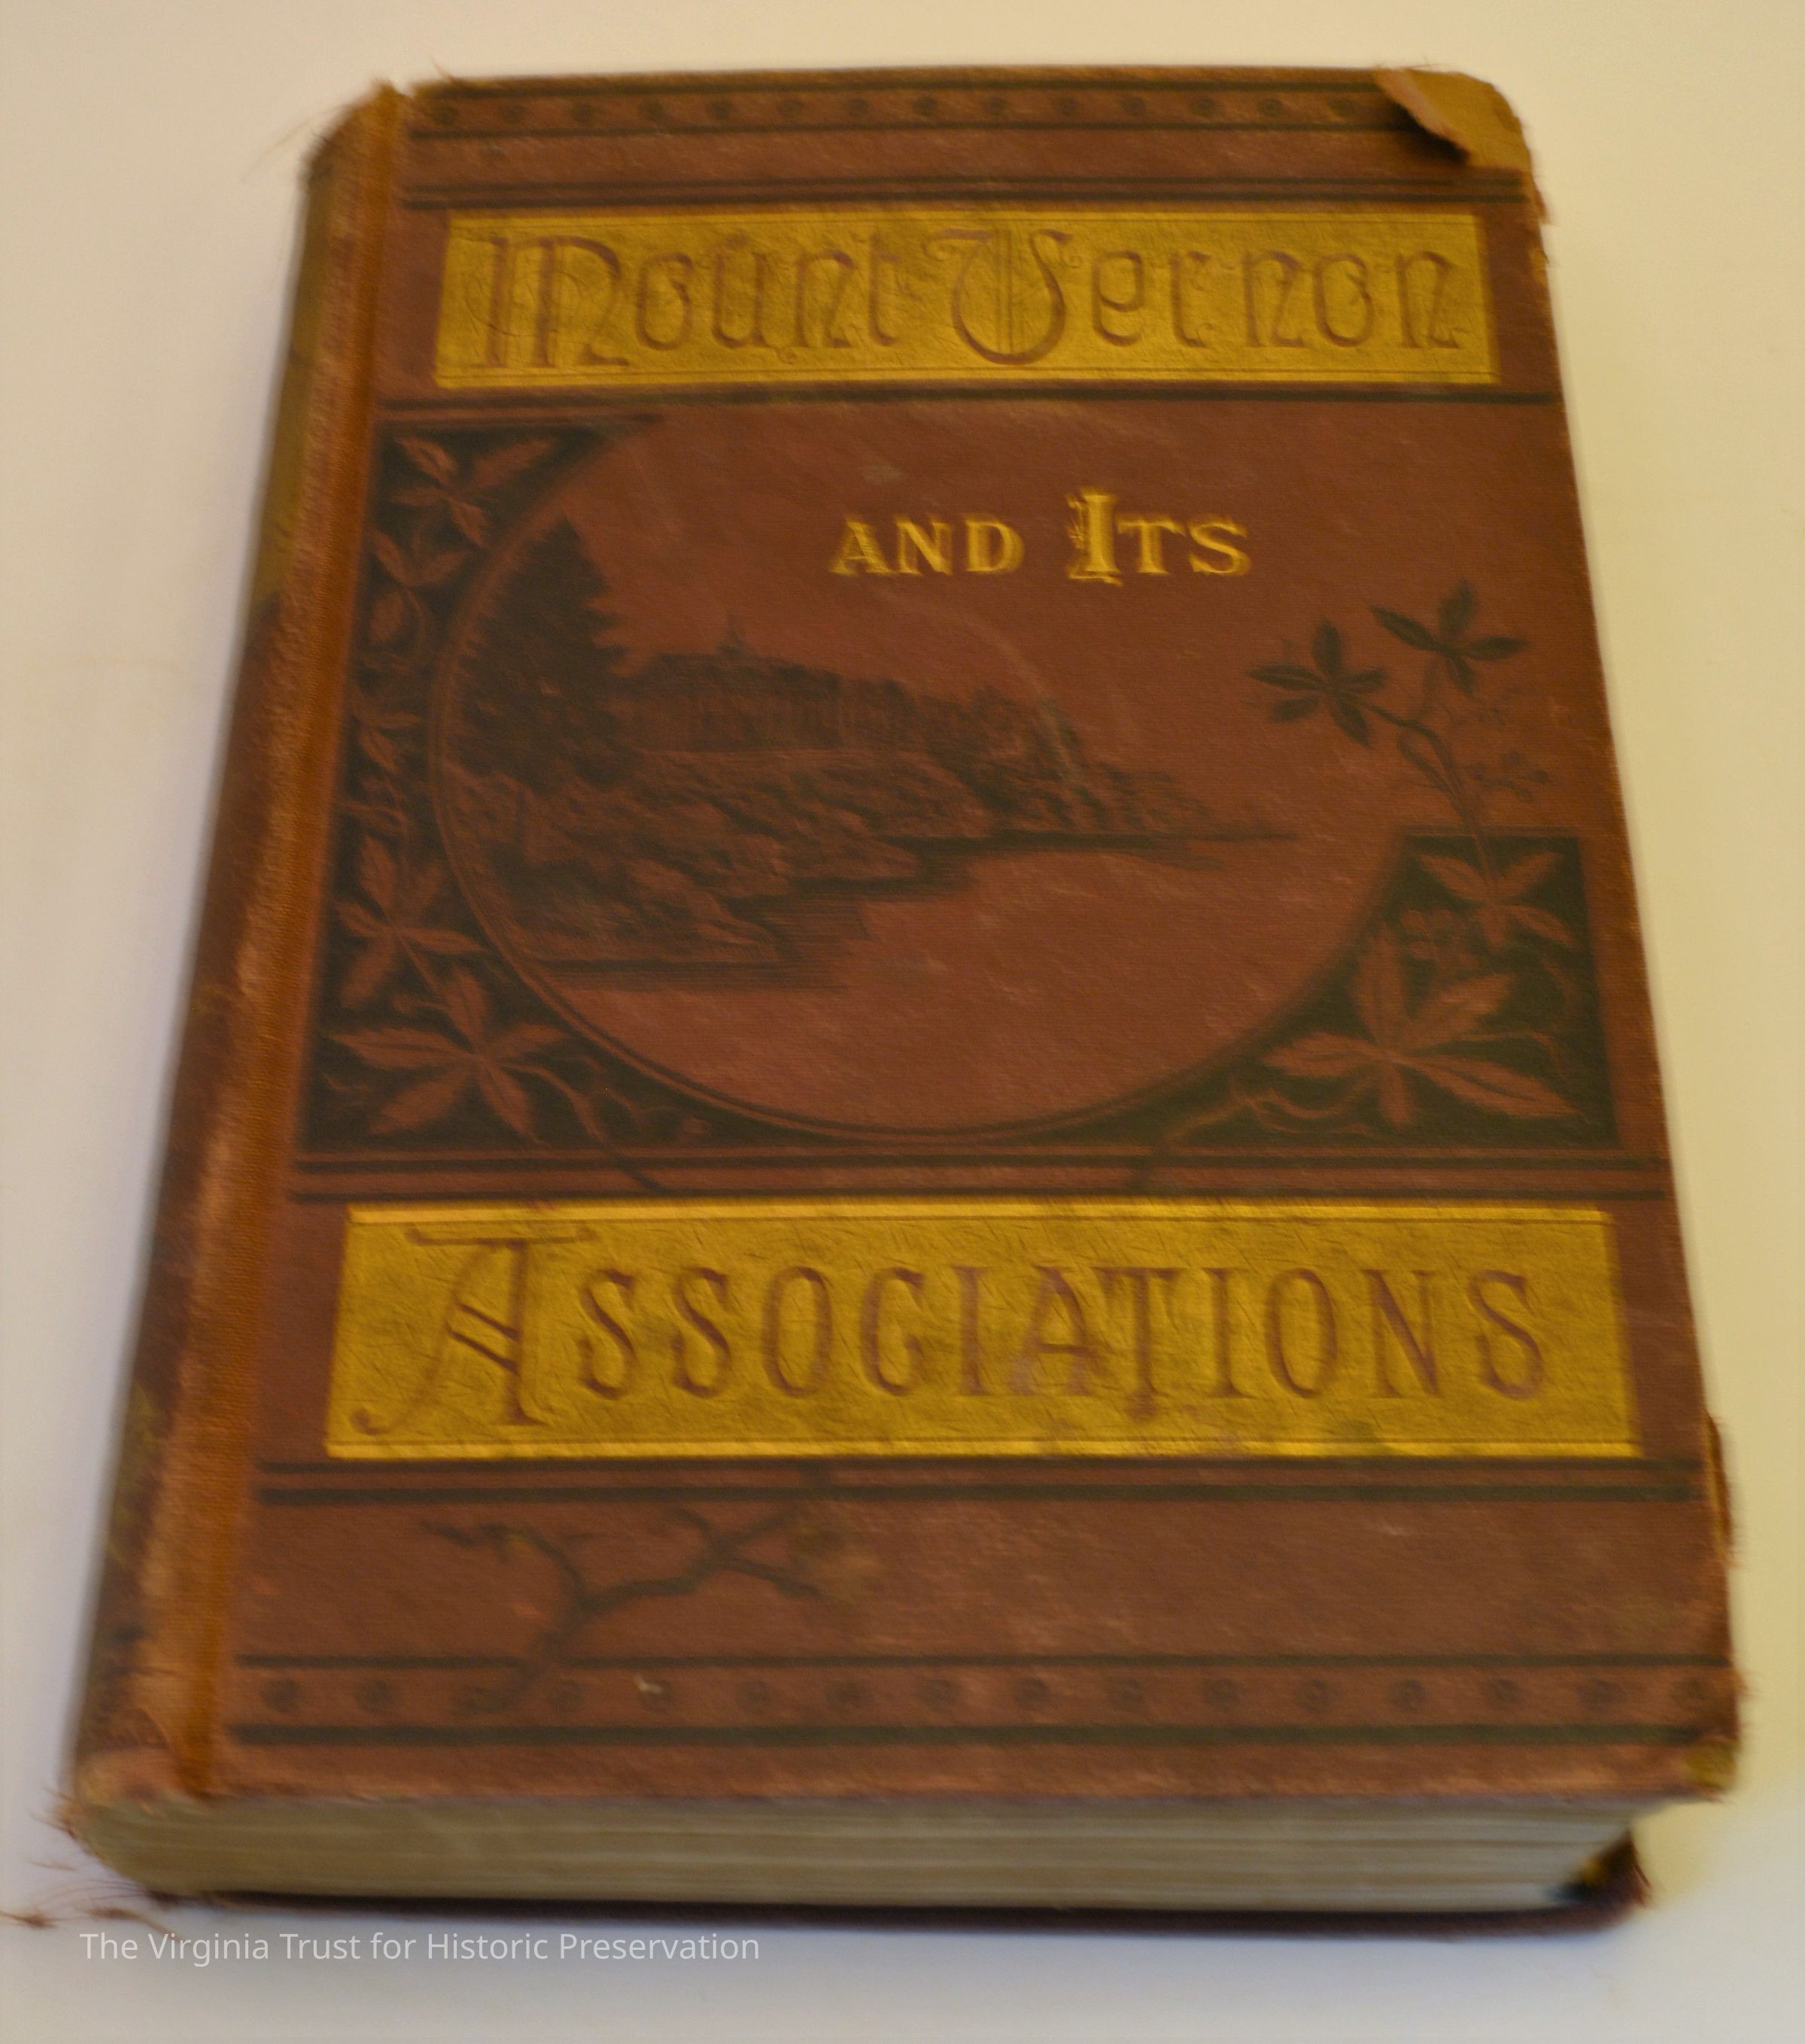 Mount Vernon
AND ITS
ASSOCIATIONS
The Virginia Trust for Historic Preservation